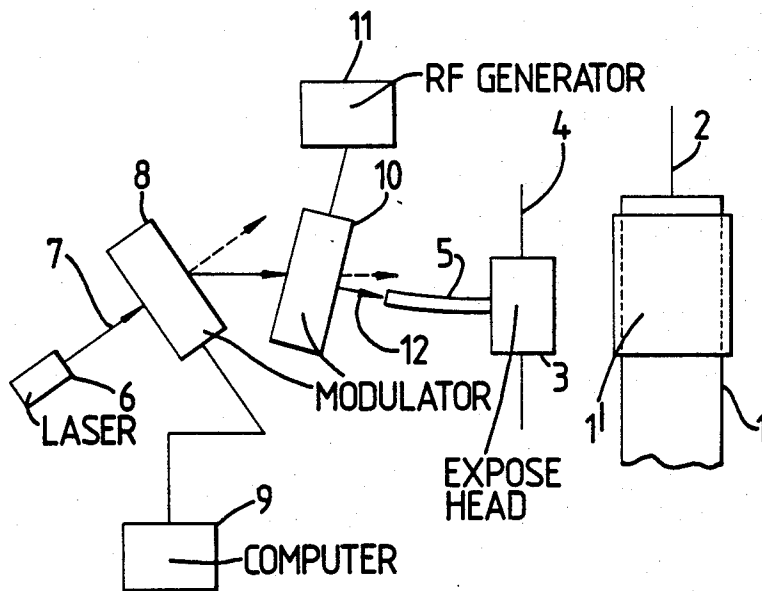 11
RF GENERATOR
4
2
8
10
7
5
12
6
MODULATOR
3
LASER
1'
1
EXPOSE
HEAD
9
COMPUTER